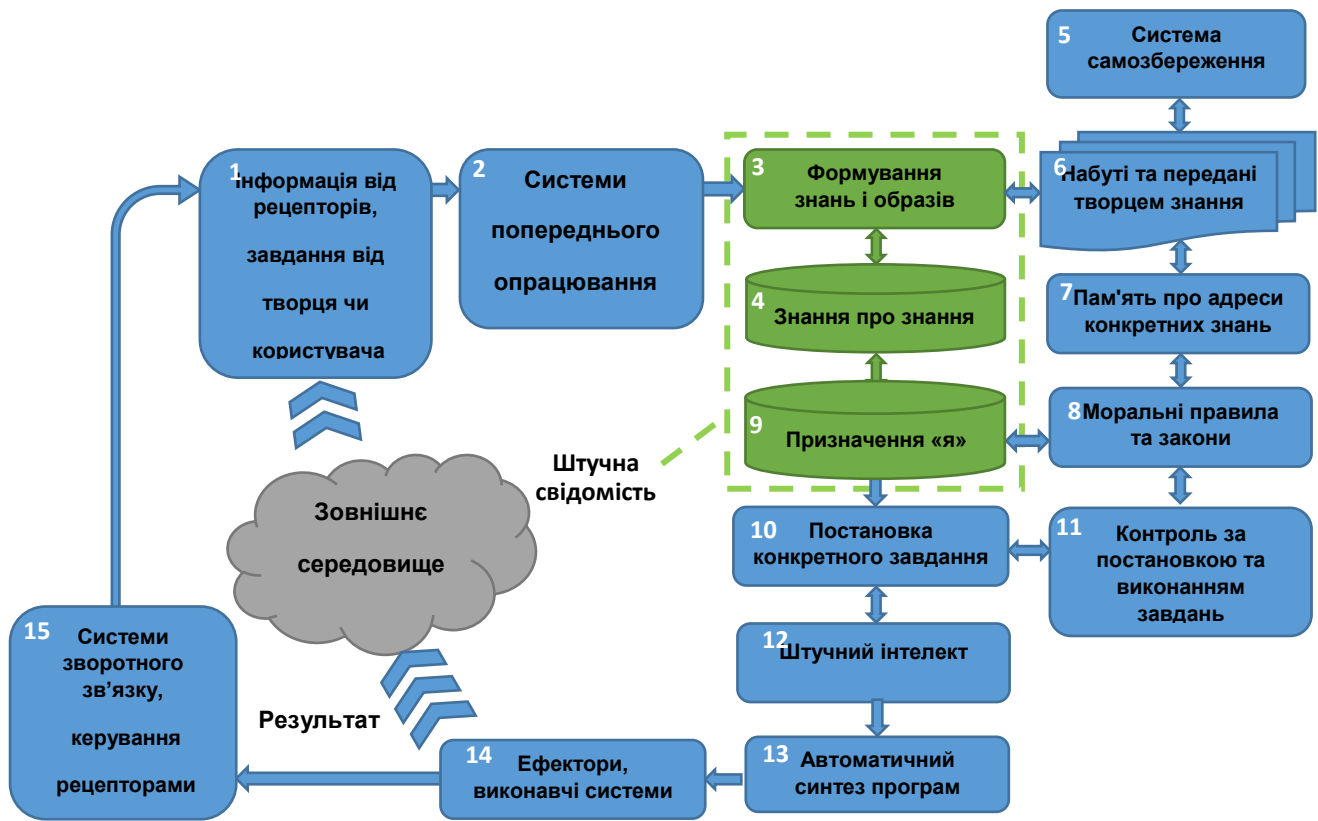 1
Інформація від
рецепторів,
завдання від
творця чи
користувача
2
Системи
попереднього
опрацювання
3
Формування
знань і образів
4
Знання про знання
5
Система
самозбереження
6
Набуті та передані
творцем знання
7
Пам'ять про адреси
конкретних знань
8
Моральні правила
та закони
9
Призначення «я»
Штучна
свідомість
Зовнішнє
середовище
10
Постановка
конкретного завдання
11
Контроль за
постановкою та
виконанням
завдань
12
Штучний інтелект
13
Автоматичний
синтез програм
14
Ефектори,
виконавчі системи
Результат
15
Системи
зворотного
зв’язку,
керування
рецепторами